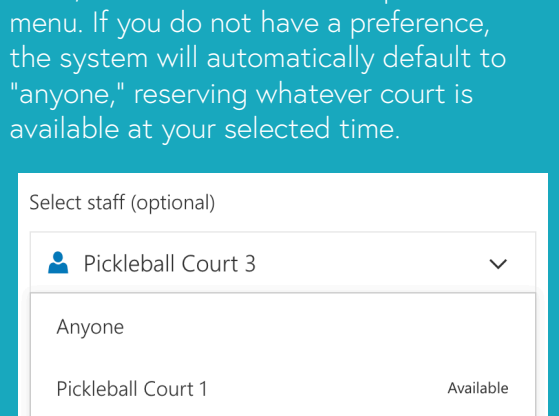 menu. If you do not have a preference,
the system will automatically default to
"anyone," reserving whatever court is
available at your selected time.
Select staff (optional)
Pickleball Court 3
Anyone
Pickleball Court 1 Available